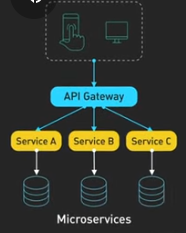 API Gateway
Service A
Service B
Service C
Microservices